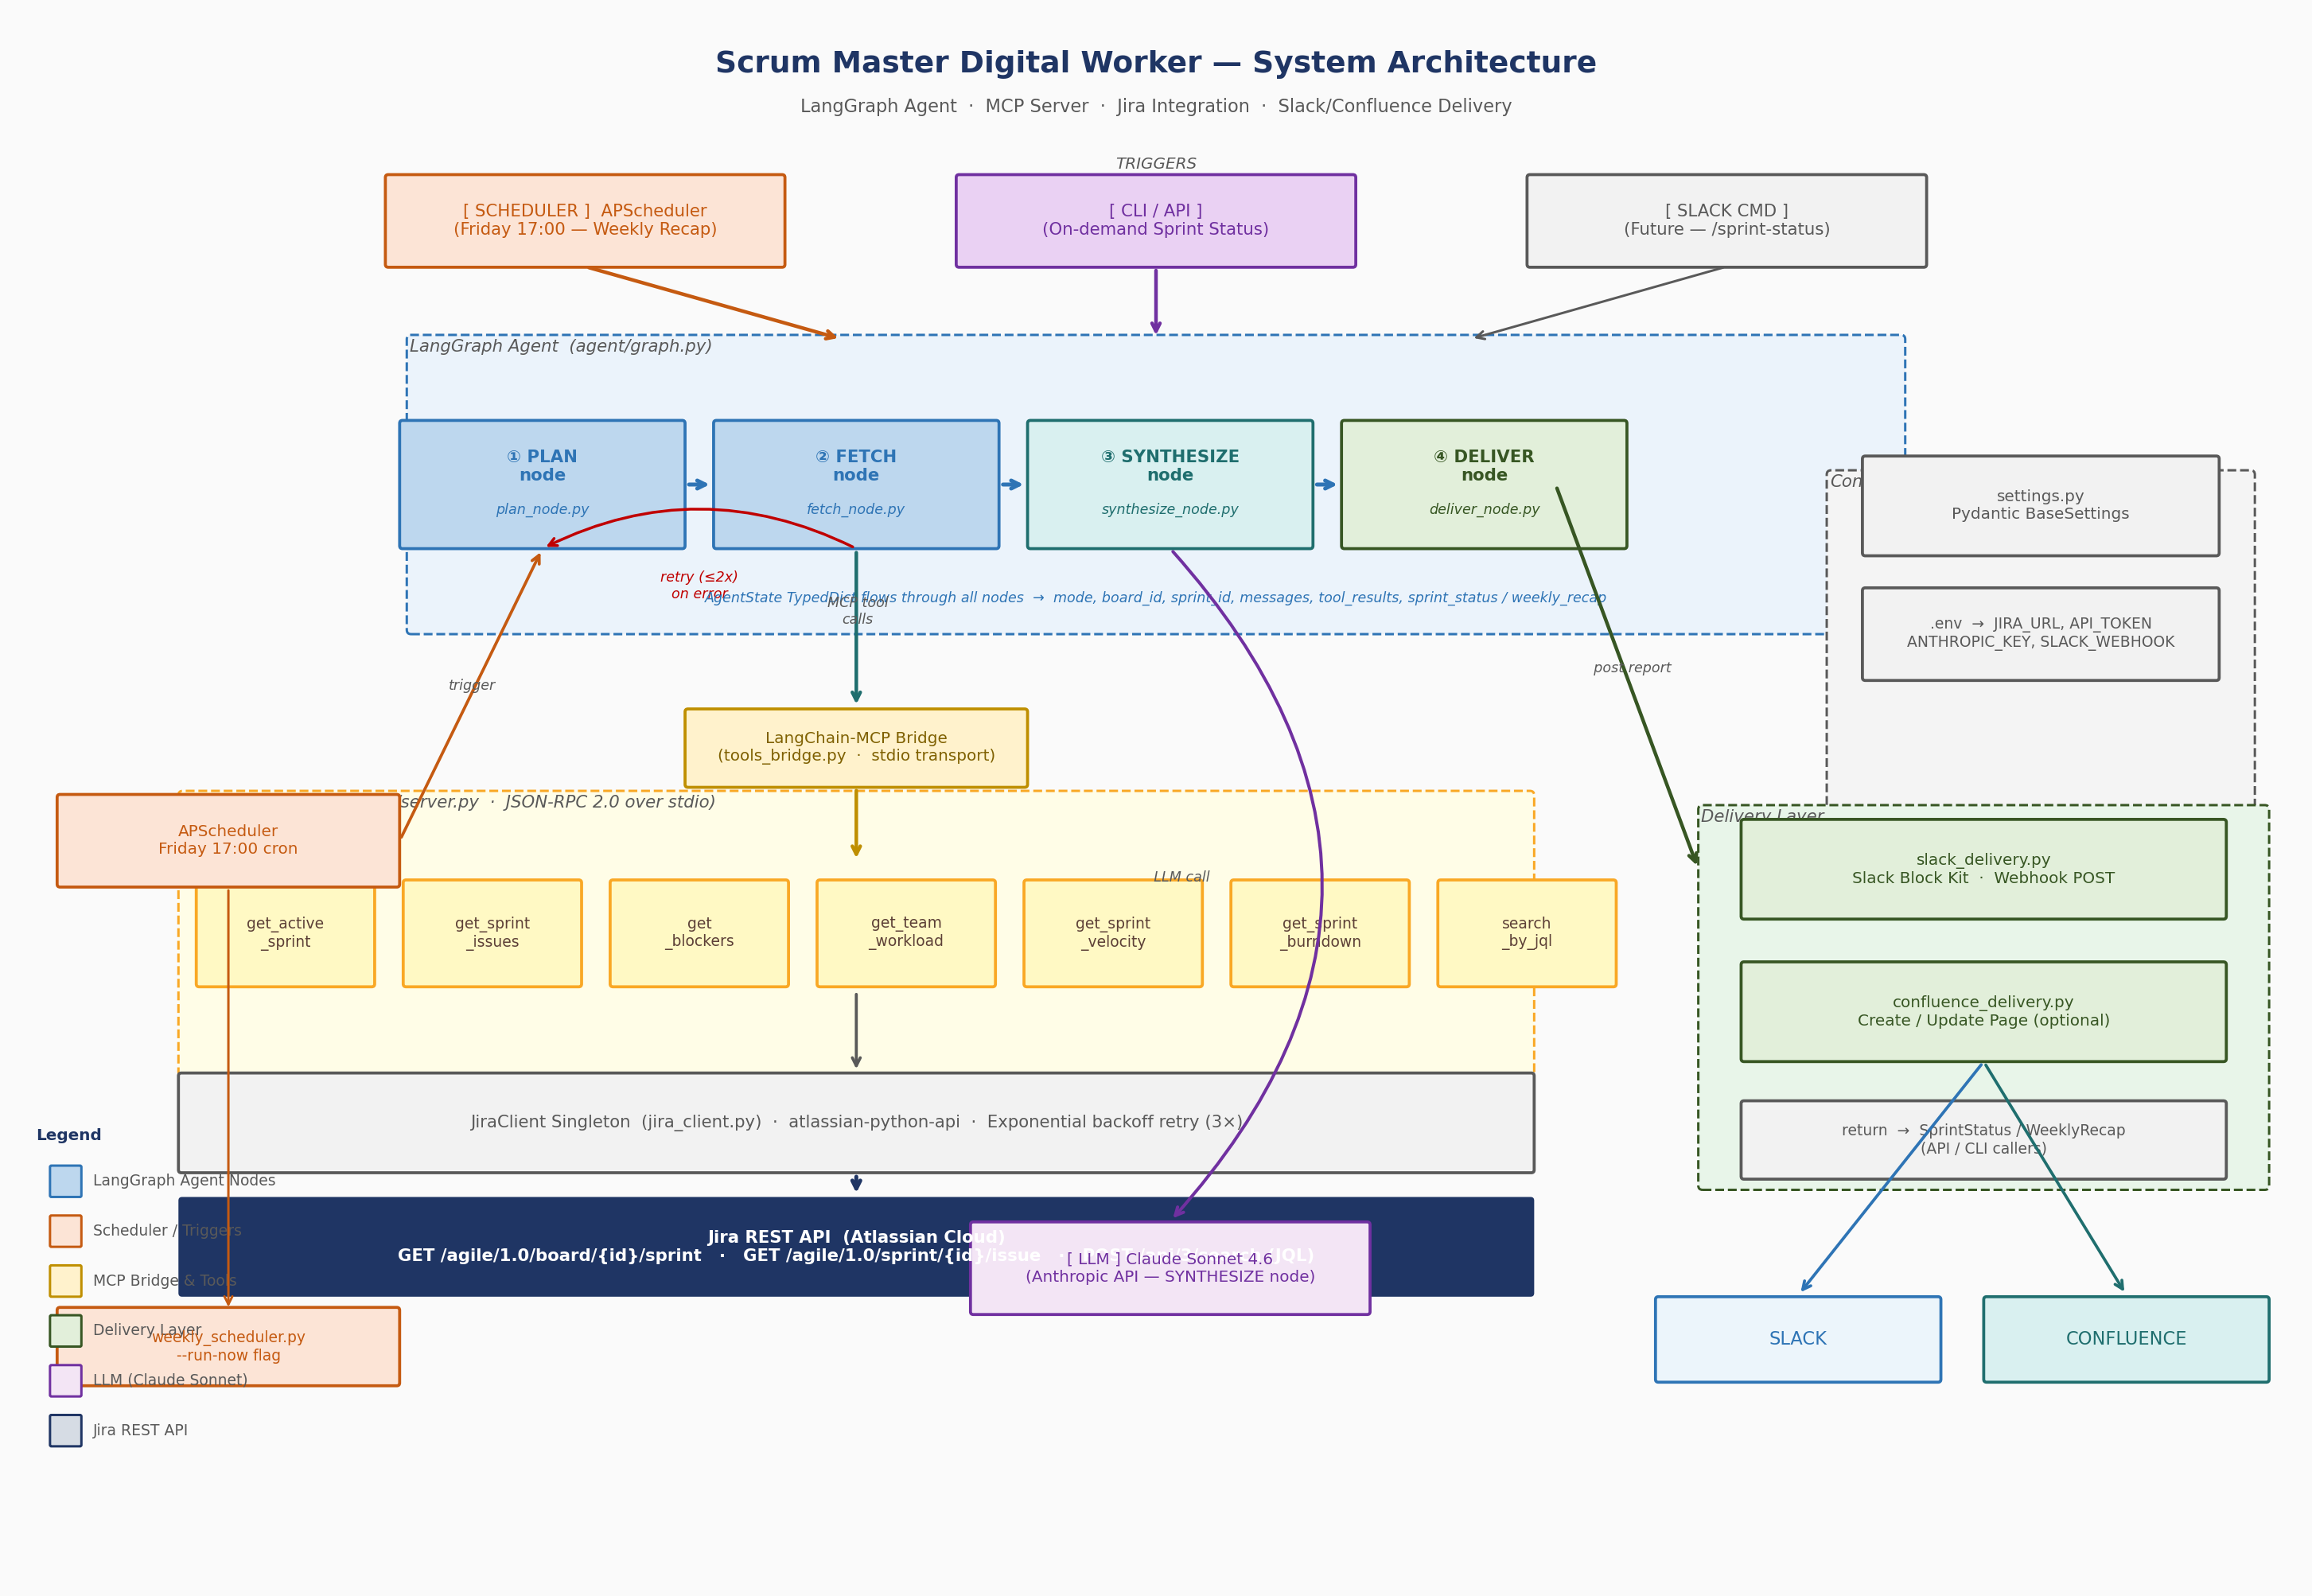 Scrum Master Digital Worker — System Architecture
LangGraph Agent · MCP Server · Jira Integration · Slack/Confluence Delivery
TRIGGERS
[ SCHEDULER ] APScheduler
(Friday 17:00 — Weekly Recap)
[ CLI / API ]
(On-demand Sprint Status)
[ SLACK CMD ]
(Future — /sprint-status)
LangGraph Agent (agent/graph.py)
① PLAN
node
plan_node.py
② FETCH
node
fetch_node.py
③ SYNTHESIZE
node
synthesize_node.py
④ DELIVER
node
deliver_node.py
retry (≤2x)
on error
AgentState TypedDict flows through all nodes → mode, board_id, sprint_id, messages, tool_results, sprint_status / weekly_recap
MCP tool
calls
settings.py
Pydantic BaseSettings
.env → JIRA_URL, API_TOKEN
ANTHROPIC_KEY, SLACK_WEBHOOK
trigger
post report
LangChain-MCP Bridge
(tools_bridge.py · stdio transport)
server.py · JSON-RPC 2.0 over stdio)
APScheduler
Friday 17:00 cron
LLM call
get_active
_sprint
get_sprint
_issues
get
_blockers
get_team
_workload
get_sprint
_velocity
get_sprint
_burndown
search
_by_jql
Delivery Layer
slack_delivery.py
Slack Block Kit · Webhook POST
confluence_delivery.py
Create / Update Page (optional)
return → SprintStatus / WeeklyRecap
(API / CLI callers)
JiraClient Singleton (jira_client.py) · atlassian-python-api · Exponential backoff retry (3×)
Jira REST API (Atlassian Cloud)
GET /agile/1.0/board/{id}/sprint · GET /agile/1.0/sprint/{id}/issue ·
[ LLM ] Claude Sonnet 4.6
(Anthropic API — SYNTHESIZE node)
SLACK
CONFLUENCE
weekly_scheduler.py
--run-now flag
Legend
LangGraph Agent Nodes
Scheduler / Triggers
MCP Bridge & Tools
Delivery Layer
LLM (Claude Sonnet)
Jira REST API